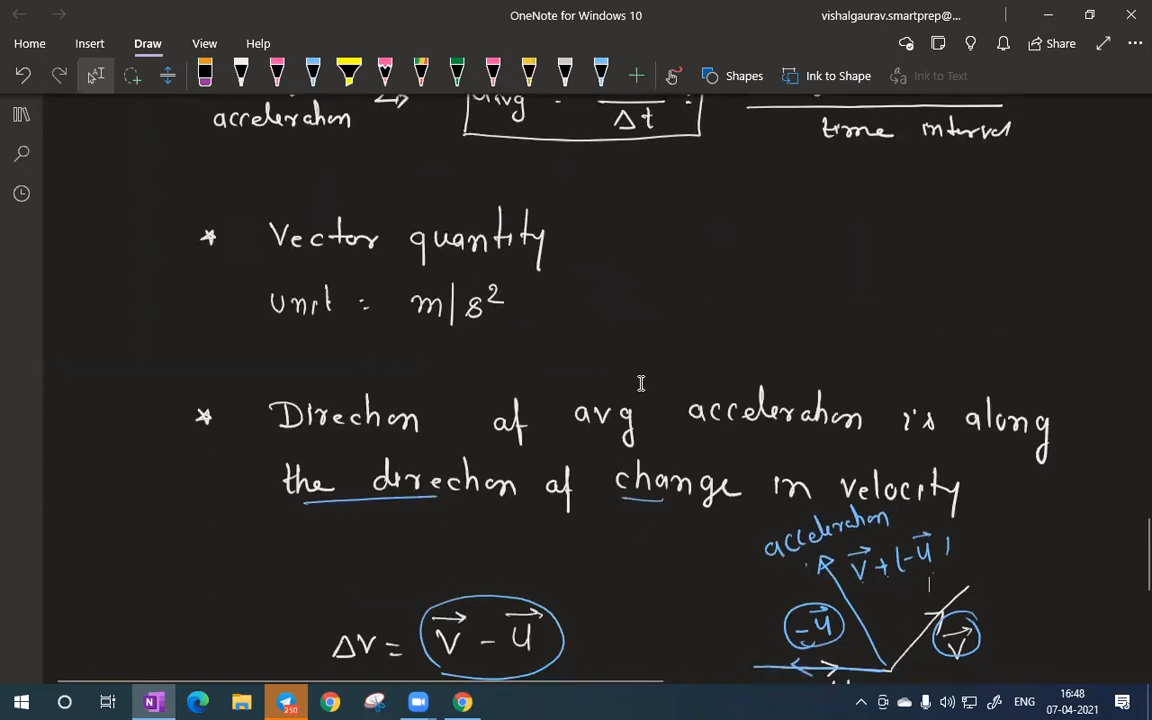 OneNote for Windows 10
vishalgaurav.smartprep@...
Home Insert Draw View Help
Share
Shapes
Ink to Shape
Ink to Text
acceleration
avg
Δt
time interval
* Vector quantity
unit = m/s²
* Direction of avg acceleration is along
the direction of change in velocity
acceleration
v⃗ + (-u⃗)
-u⃗
v⃗
Δv = v⃗ - u⃗
250
ENG
16:48
07-04-2021